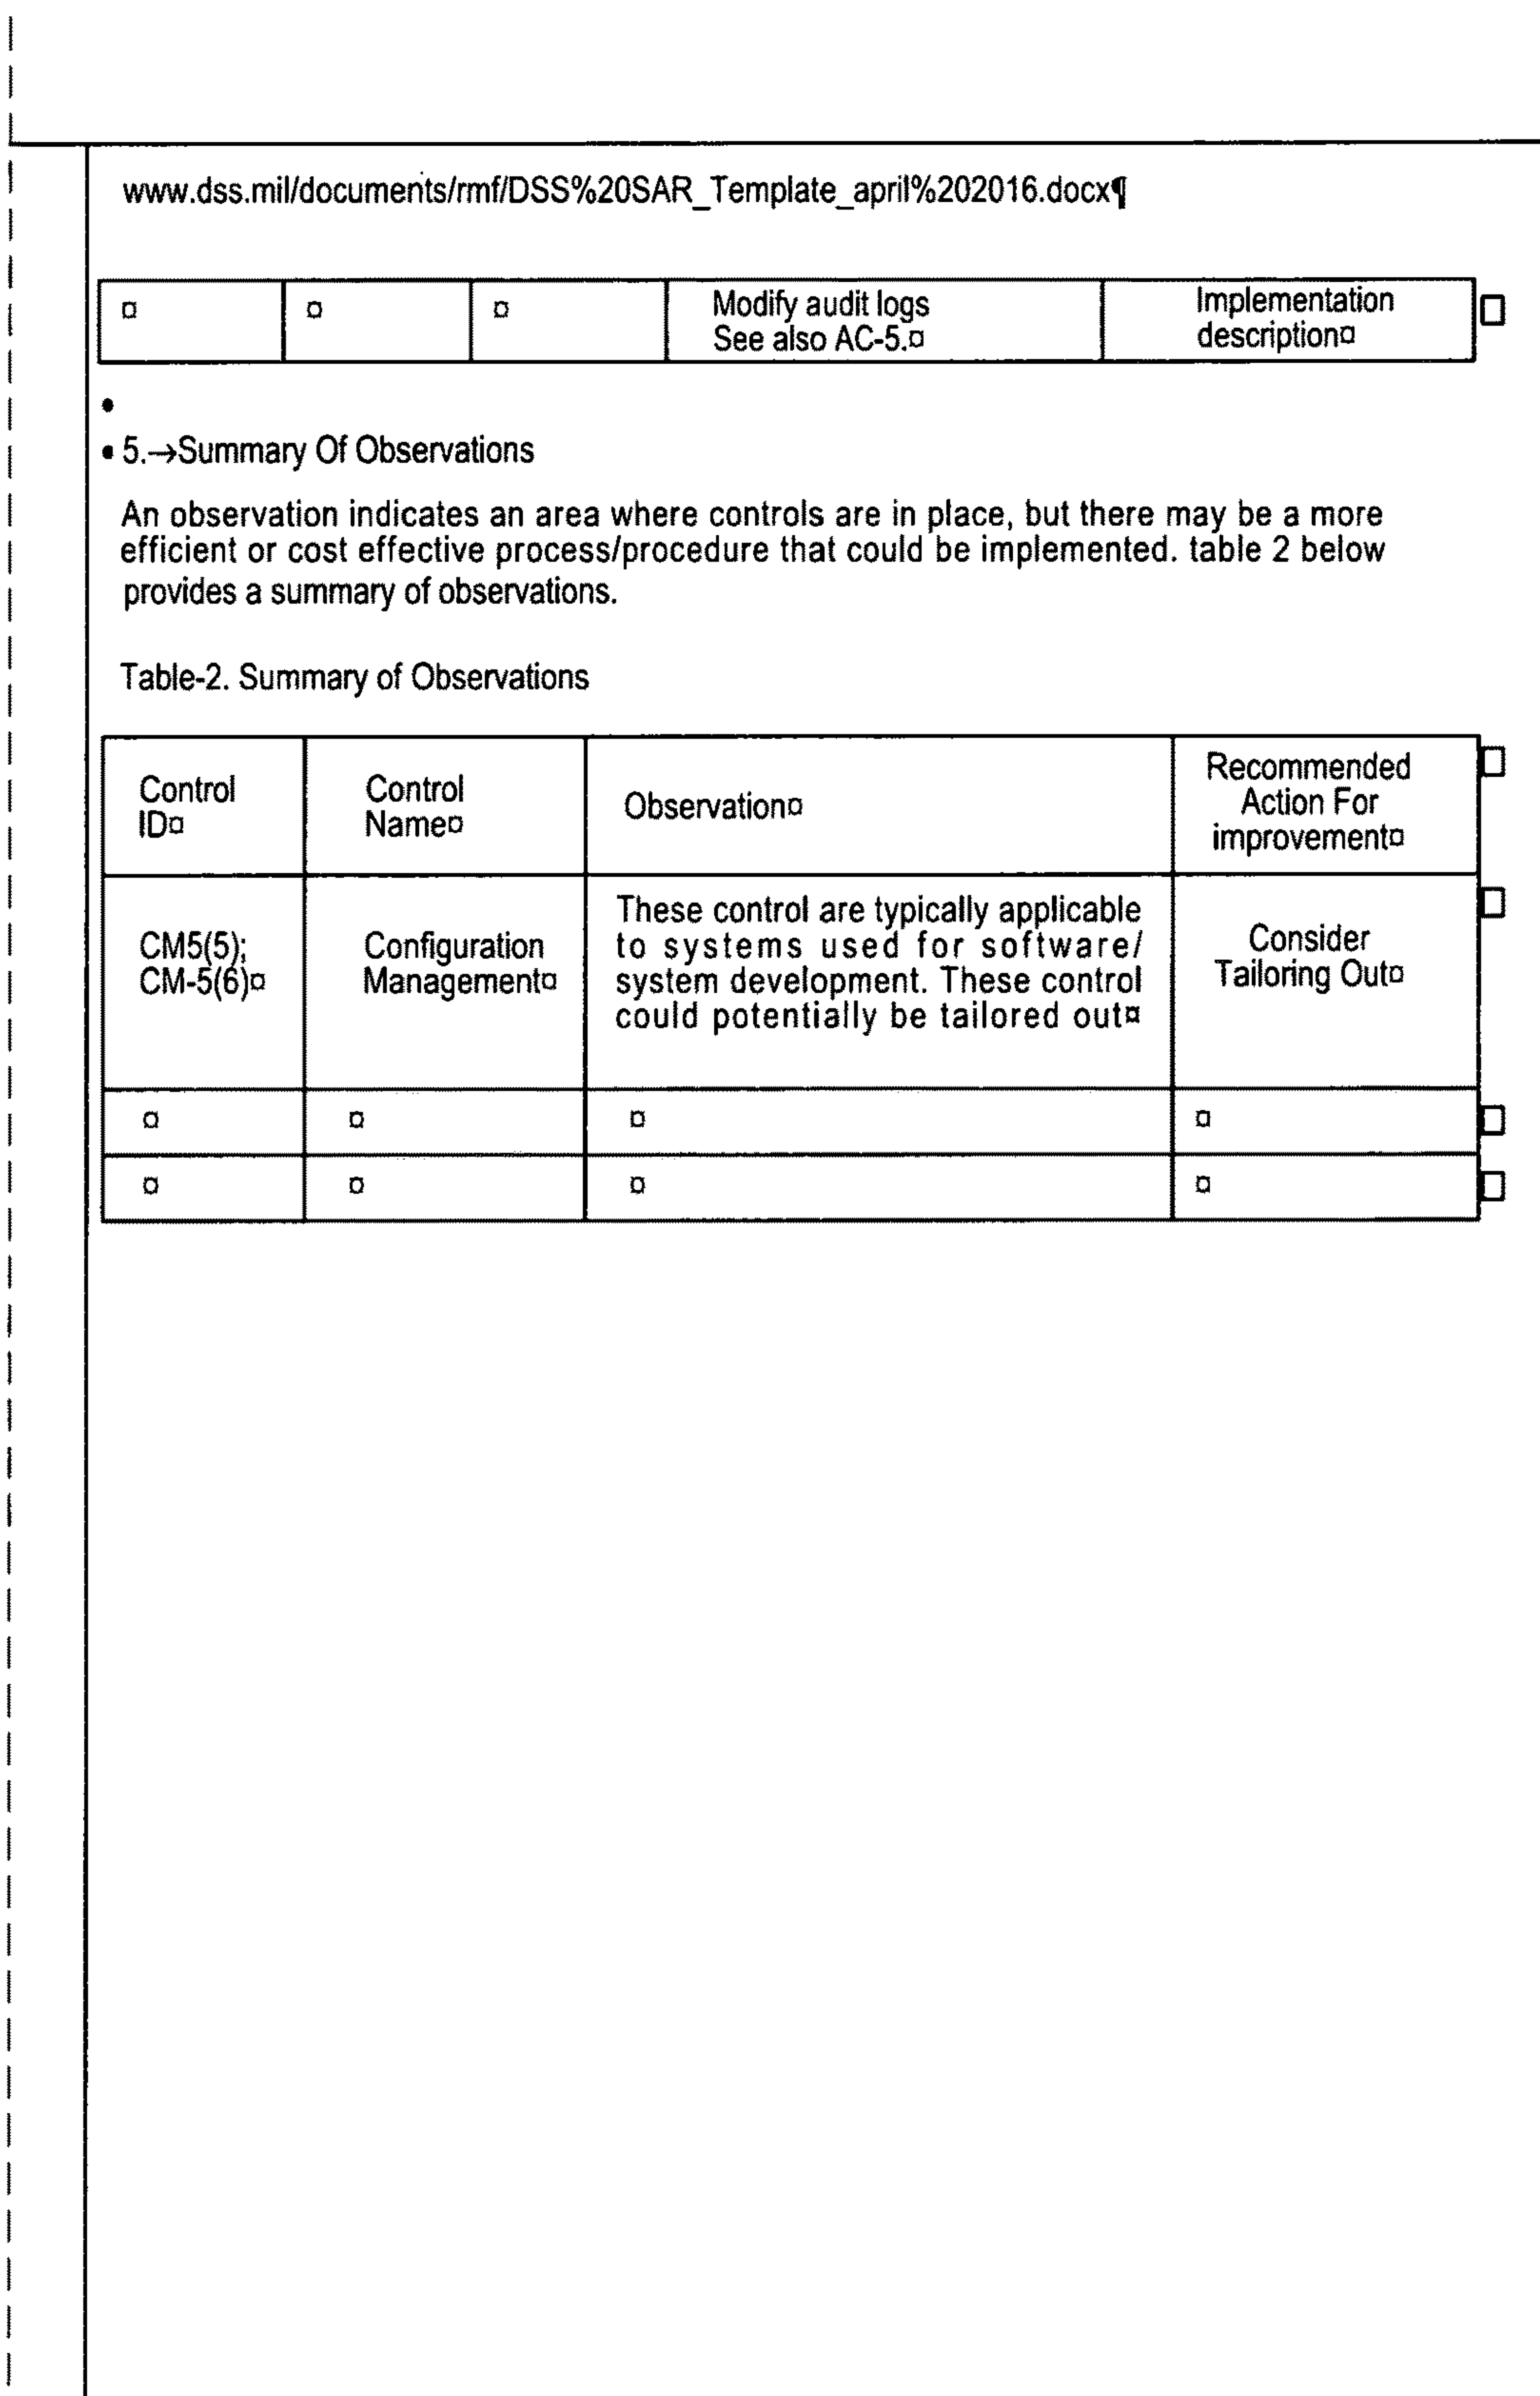 www.dss.mil/documents/rmf/DSS%20SAR_Template_april%202016.docx¶
¤ ¤ ¤ Modify audit logs
See also AC-5.¤
Implementation
description¤
•
• 5.→Summary Of Observations
An observation indicates an area where controls are in place, but there may be a more
efficient or cost effective process/procedure that could be implemented. table 2 below
provides a summary of observations.
Table-2. Summary of Observations
Control
ID¤
Control
Name¤
Observation¤
Recommended
Action For
improvement¤
CM5(5);
CM-5(6)¤
Configuration
Management¤
These control are typically applicable
to systems used for software/
system development. These control
could potentially be tailored out¤
Consider
Tailoring Out¤
¤ ¤ ¤ ¤
¤ ¤ ¤ ¤